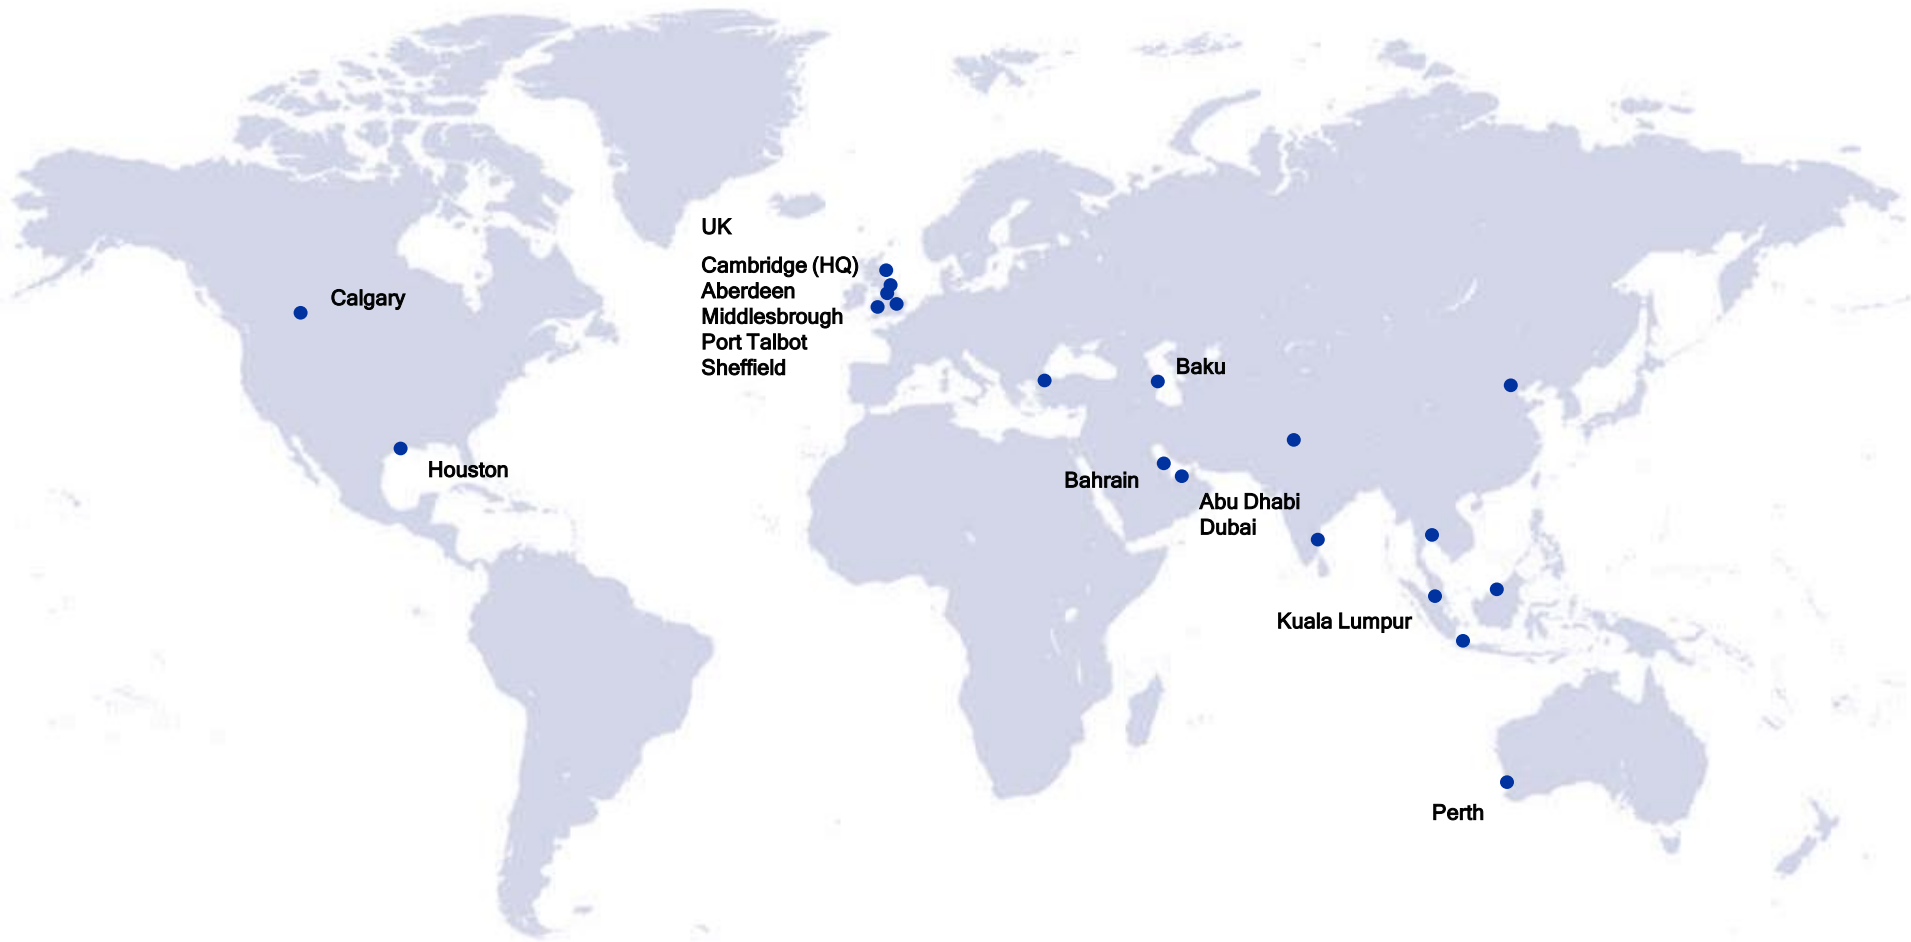 UK
Cambridge (HQ)
Aberdeen
Middlesbrough
Port Talbot
Sheffield
Calgary
Baku
Houston
Bahrain
Abu Dhabi
Dubai
Kuala Lumpur
Perth